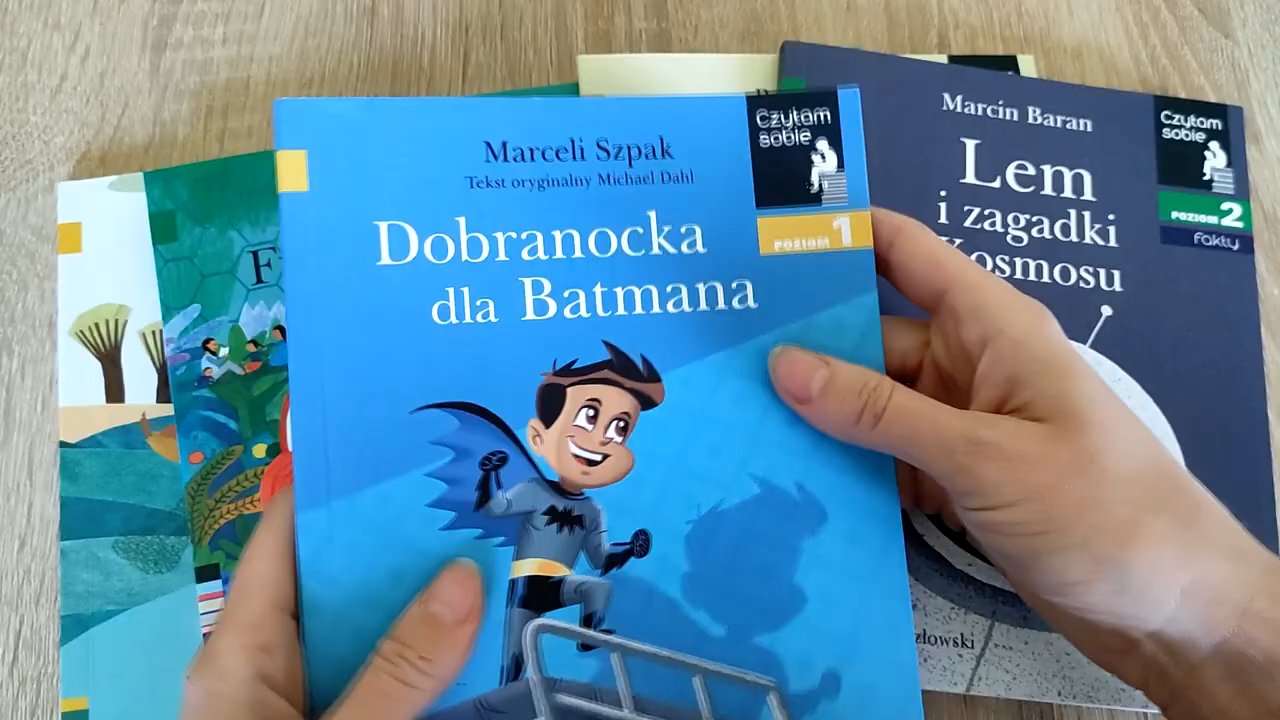 Marceli Szpak
Tekst oryginalny Michael Dahl
Dobranocka
dla Batmana
Czytam
sobie
POZIOM 1
Marcin Baran
Lem
i zagadki
Kosmosu
Czytam
sobie
POZIOM 2
fakty